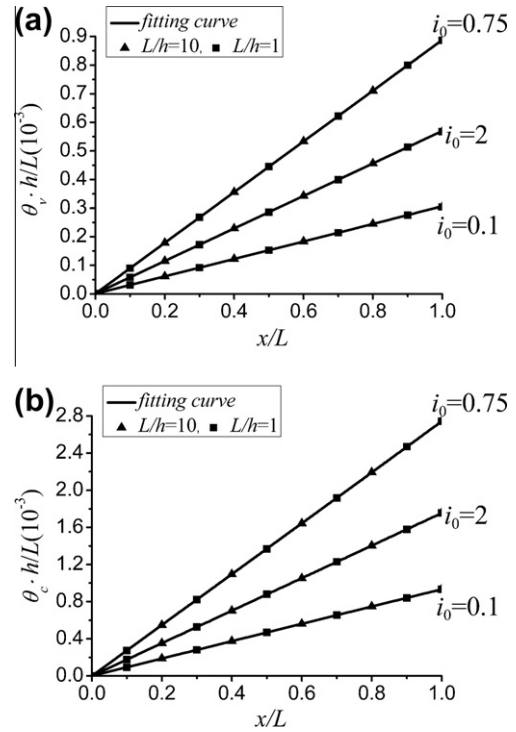 (a)
fitting curve
L/h=10, L/h=1
i₀=0.75
i₀=2
i₀=0.1
θᵥ· h/L(10⁻³)
0.9
0.8
0.7
0.6
0.5
0.4
0.3
0.2
0.1
0.0
0.0 0.2 0.4 0.6 0.8 1.0
x/L
(b)
fitting curve
L/h=10, L/h=1
i₀=0.75
i₀=2
i₀=0.1
θ_c· h/L(10⁻³)
2.8
2.4
2.0
1.6
1.2
0.8
0.4
0.0
0.0 0.2 0.4 0.6 0.8 1.0
x/L